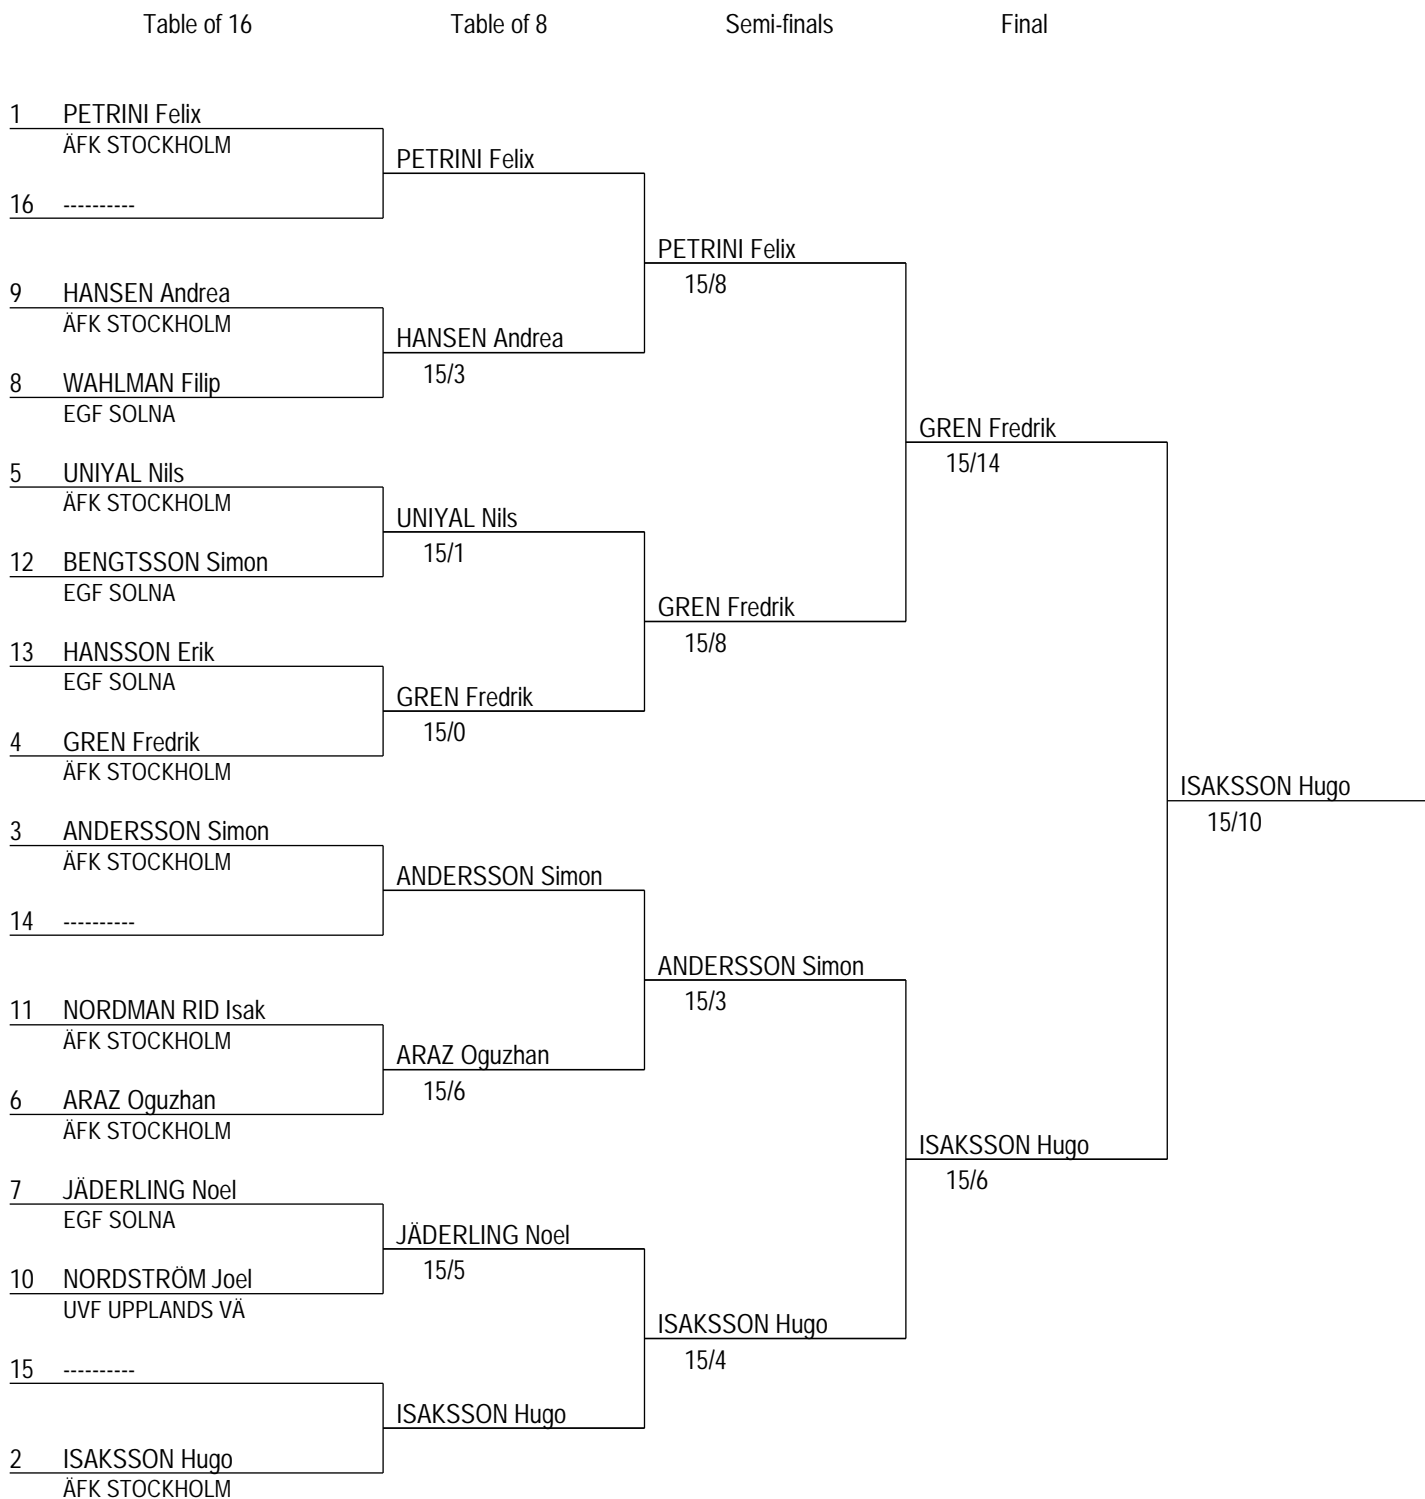 Table of 16 Table of 8 Semi-finals Final
1 PETRINI Felix
ÄFK STOCKHOLM
PETRINI Felix
16 ----------
PETRINI Felix
15/8
9 HANSEN Andrea
ÄFK STOCKHOLM
HANSEN Andrea
15/3
8 WAHLMAN Filip
EGF SOLNA
GREN Fredrik
15/14
5 UNIYAL Nils
ÄFK STOCKHOLM
UNIYAL Nils
15/1
12 BENGTSSON Simon
EGF SOLNA
GREN Fredrik
15/8
13 HANSSON Erik
EGF SOLNA
GREN Fredrik
15/0
4 GREN Fredrik
ÄFK STOCKHOLM
ISAKSSON Hugo
15/10
3 ANDERSSON Simon
ÄFK STOCKHOLM
ANDERSSON Simon
14 ----------
ANDERSSON Simon
15/3
11 NORDMAN RID Isak
ÄFK STOCKHOLM
ARAZ Oguzhan
15/6
6 ARAZ Oguzhan
ÄFK STOCKHOLM
ISAKSSON Hugo
15/6
7 JÄDERLING Noel
EGF SOLNA
JÄDERLING Noel
15/5
10 NORDSTRÖM Joel
UVF UPPLANDS VÄ
ISAKSSON Hugo
15/4
15 ----------
ISAKSSON Hugo
2 ISAKSSON Hugo
ÄFK STOCKHOLM